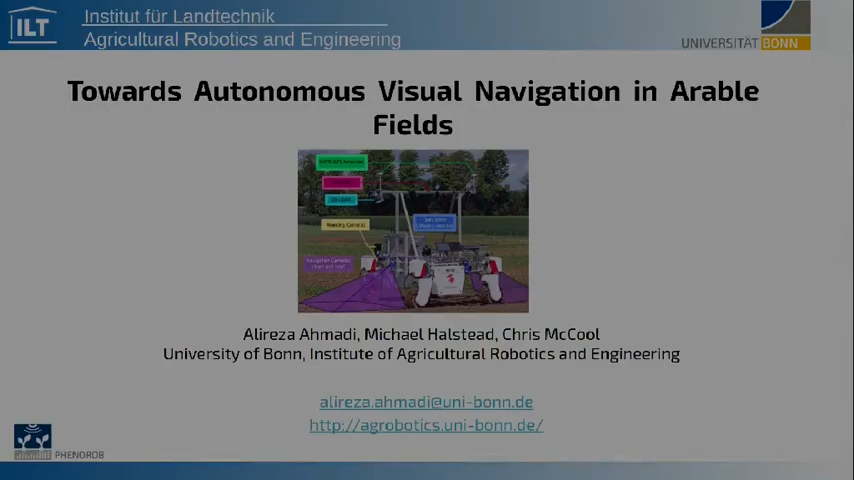 ILT
Institut für Landtechnik
Agricultural Robotics and Engineering
UNIVERSITÄT BONN
Towards Autonomous Visual Navigation in Arable
Fields
Alireza Ahmadi, Michael Halstead, Chris McCool
University of Bonn, Institute of Agricultural Robotics and Engineering
alireza.ahmadi@uni-bonn.de
http://agrobotics.uni-bonn.de/
PHENOROB